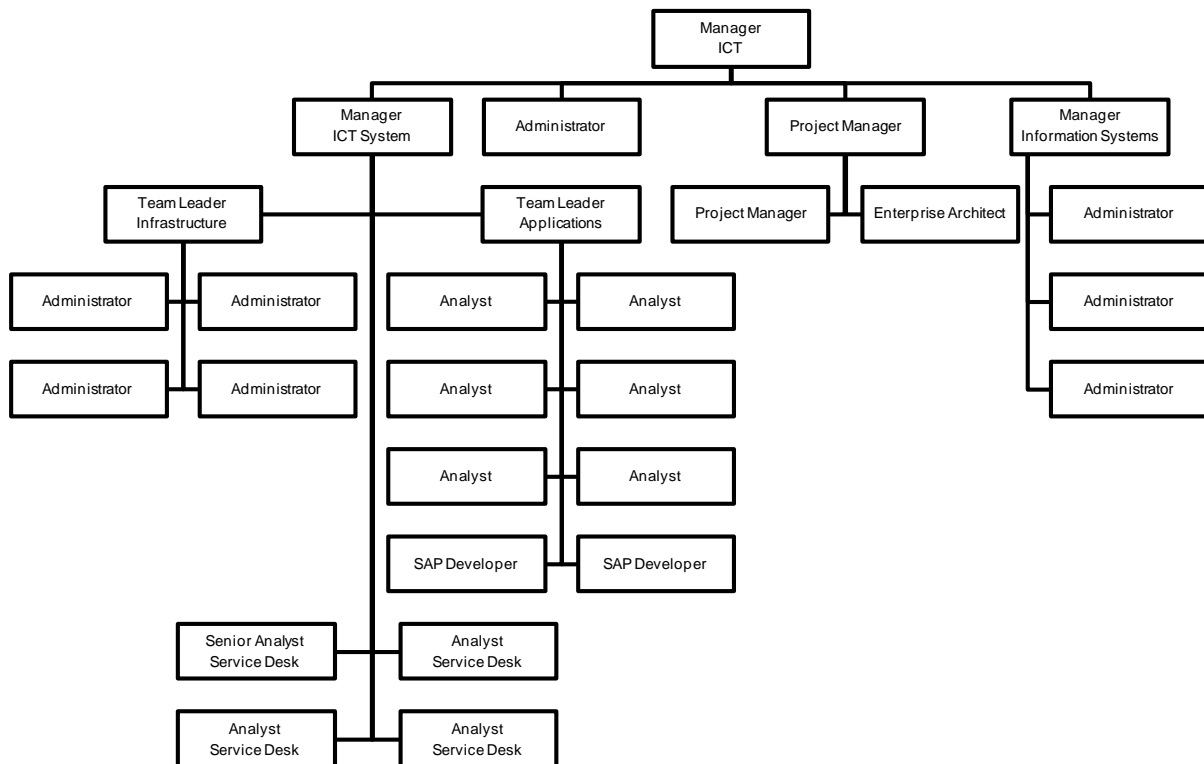 Manager
ICT
Manager
ICT System
Administrator
Project Manager
Manager
Information Systems
Team Leader
Infrastructure
Team Leader
Applications
Project Manager
Enterprise Architect
Administrator
Administrator
Administrator
Analyst
Analyst
Administrator
Administrator
Administrator
Analyst
Analyst
Administrator
Analyst
Analyst
SAP Developer
SAP Developer
Senior Analyst
Service Desk
Analyst
Service Desk
Analyst
Service Desk
Analyst
Service Desk